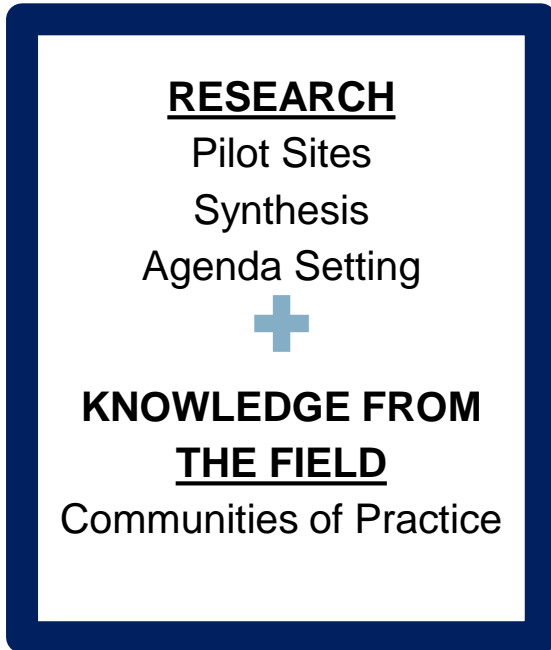 RESEARCH
Pilot Sites
Synthesis
Agenda Setting
KNOWLEDGE FROM
THE FIELD
Communities of Practice